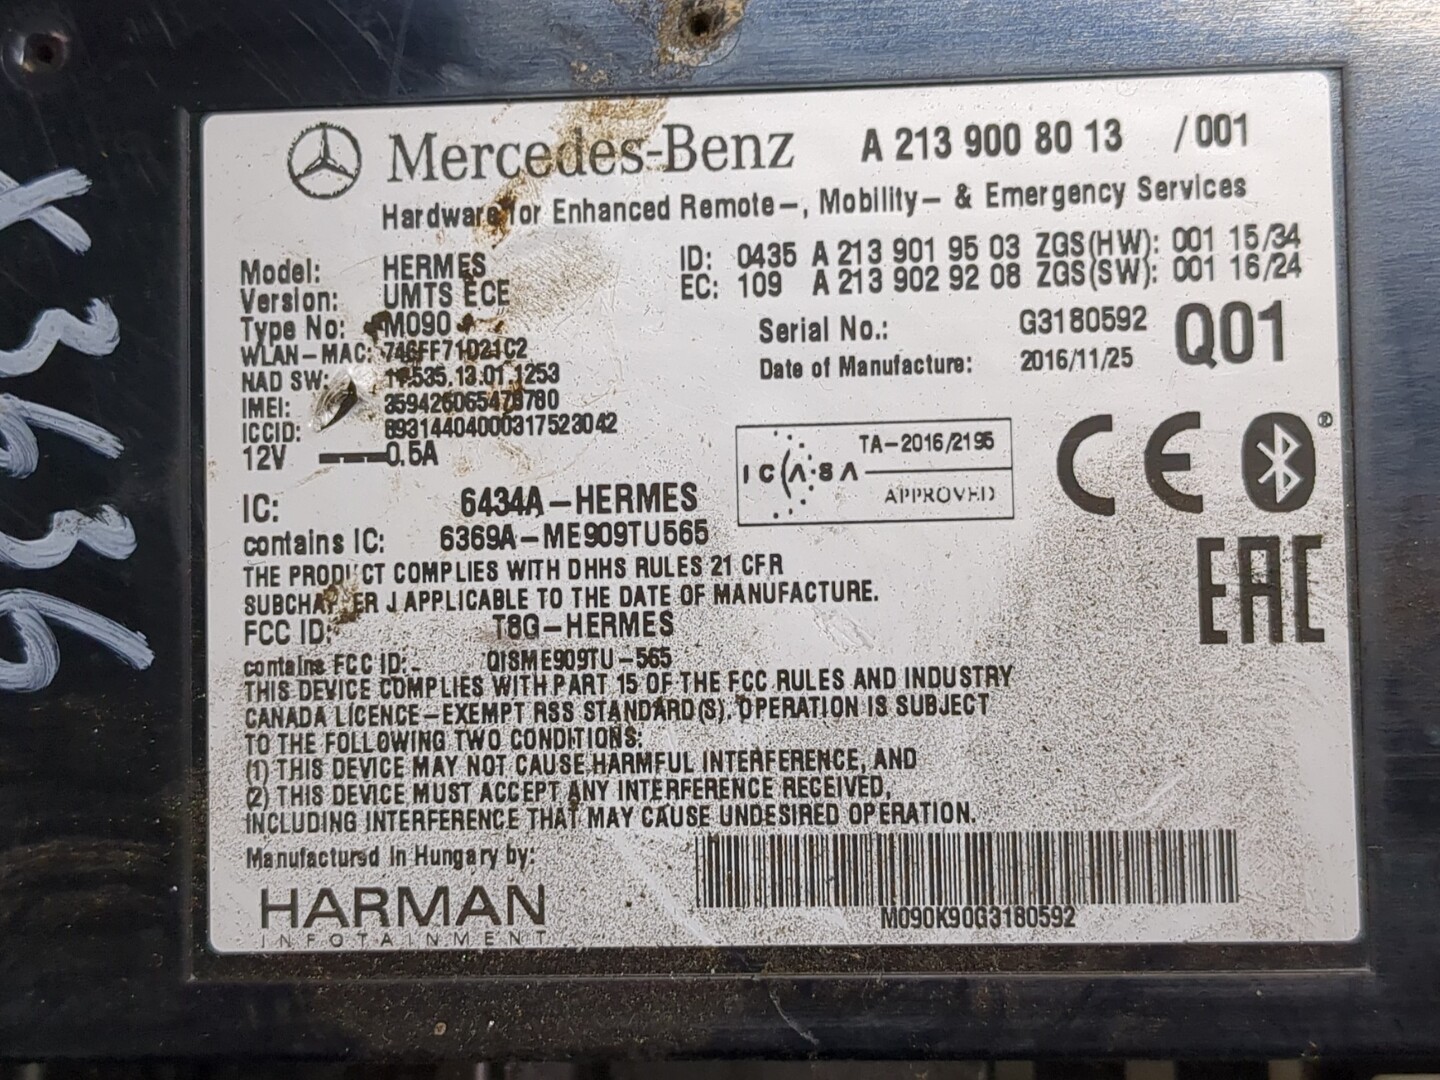 Mercedes-Benz A 213 900 80 13 /001
Hardware for Enhanced Remote-, Mobility- & Emergency Services
Model: HERMES ID: 0435 A 213 901 95 03 ZGS(HW): 001 15/34
Version: UMTS ECE EC: 109 A 213 902 92 08 ZGS(SW): 001 16/24
Type No: M090 Serial No.: G3180592 Q01
WLAN-MAC: 746FF71D21C2 Date of Manufacture: 2016/11/25
NAD SW: .535.13.01.1253
IMEI:
ICCID: 89314404000317523042
12V 0.5A
ICASA TA-2016/2195
APPROVED
CE
®
IC: 6434A-HERMES
contains IC: 6369A-ME909TU565
EAC
THE PRODUCT COMPLIES WITH DHHS RULES 21 CFR
SUBCHAPTER J APPLICABLE TO THE DATE OF MANUFACTURE.
FCC ID: T8G-HERMES
contains FCC ID: QISME909TU-565
THIS DEVICE COMPLIES WITH PART 15 OF THE FCC RULES AND INDUSTRY
CANADA LICENCE-EXEMPT RSS STANDARD(S). OPERATION IS SUBJECT
TO THE FOLLOWING TWO CONDITIONS:
(1) THIS DEVICE MAY NOT CAUSE HARMFUL INTERFERENCE, AND
(2) THIS DEVICE MUST ACCEPT ANY INTERFERENCE RECEIVED,
INCLUDING INTERFERENCE THAT MAY CAUSE UNDESIRED OPERATION.
Manufactured in Hungary by:
HARMAN
INFOTAINMENT
M090K90G3180592
X3636